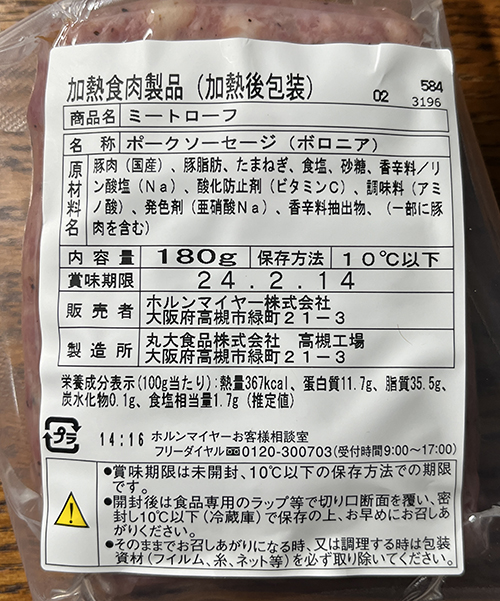 加熱食肉製品（加熱後包装）
02
584
3196
商品名 ミートローフ
名称 ポークソーセージ（ボロニア）
原材料名 豚肉（国産）、豚脂肪、たまねぎ、食塩、砂糖、香辛料／リ
ン酸塩（Ｎａ）、酸化防止剤（ビタミンＣ）、調味料（アミ
ノ酸）、発色剤（亜硝酸Ｎａ）、香辛料抽出物、（一部に豚
肉を含む）
内容量 180g 保存方法 10℃以下
賞味期限 24.2.14
販売者 ホルンマイヤー株式会社
大阪府高槻市緑町２１－３
製造所 丸大食品株式会社 高槻工場
大阪府高槻市緑町２１－３
栄養成分表示(100g当たり):熱量367kcal、蛋白質11.7g、脂質35.5g、
炭水化物0.1g、食塩相当量1.7g（推定値）
プラ
14:16 ホルンマイヤーお客様相談室
フリーダイヤル 0120-300703(受付時間9:00～17:00)
●賞味期限は未開封、10℃以下の保存方法での期限
です。
●開封後は食品専用のラップ等で切り口断面を覆い、密
封し10℃以下（冷蔵庫）で保存の上、お早めにお召しあ
がりください。
●そのままでお召しあがりになる時、又は調理する時は包装
資材（フイルム、糸、ネット等）を必ず取り除いてください。